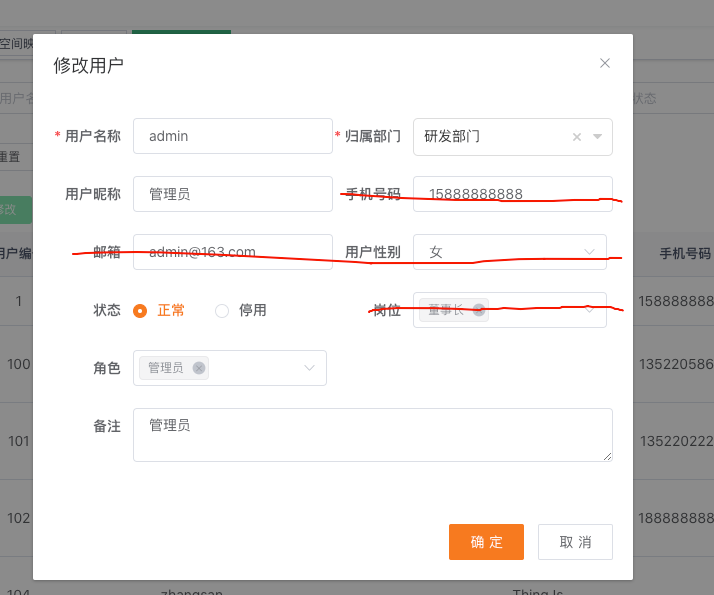 空间映
修改用户
用户名
状态
* 用户名称 admin * 归属部门 研发部门
重置
用户昵称 管理员 手机号码 15888888888
修改
邮箱 admin@163.com 用户性别 女
用户编 手机号码
状态 正常 停用 岗位 董事长
1 158888888
角色 管理员
100 135220586
备注 管理员
101 135220222
102 188888888
确 定 取 消